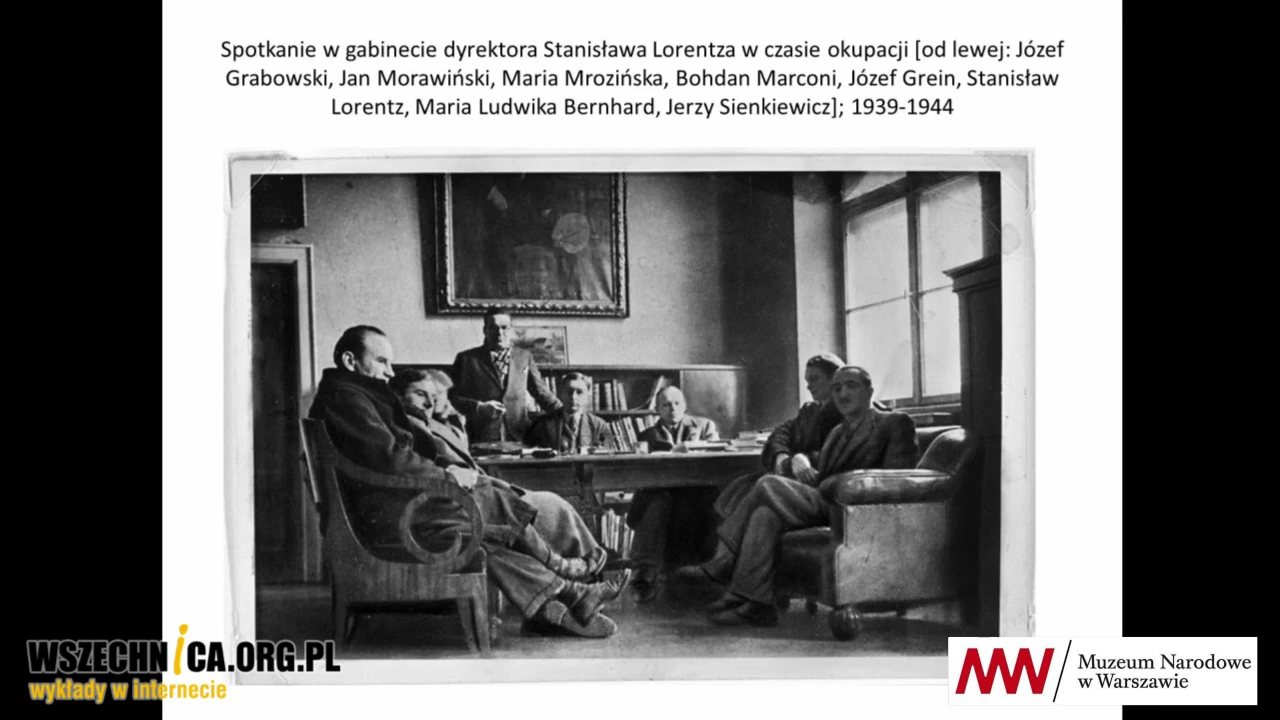 Spotkanie w gabinecie dyrektora Stanisława Lorentza w czasie okupacji [od lewej: Józef
Grabowski, Jan Morawiński, Maria Mrozińska, Bohdan Marconi, Józef Grein, Stanisław
Lorentz, Maria Ludwika Bernhard, Jerzy Sienkiewicz]; 1939-1944
WSZECHNiCA.ORG.PL
wykłady w internecie
MW
Muzeum Narodowe
w Warszawie